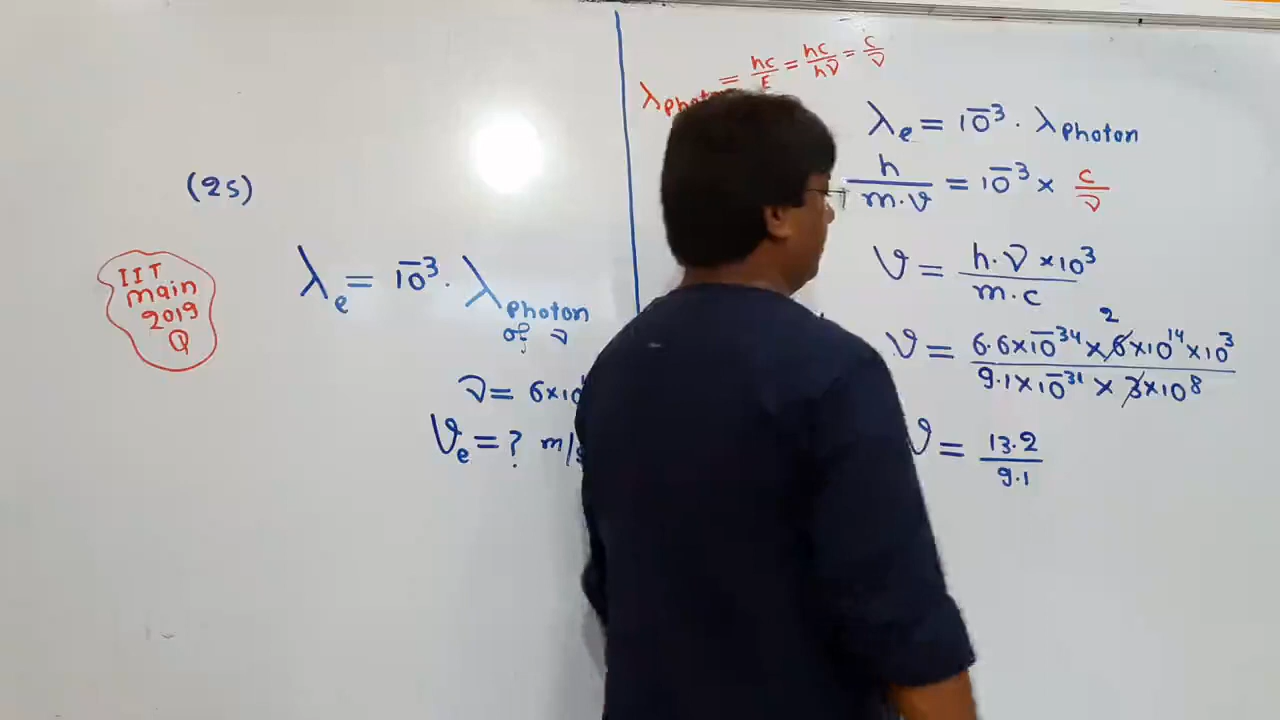 (25)
IIT
main
2019
Q
λe = 10⁻³ · λphoton
of ν
ν = 6×10
Ve = ? m/s
λphoton = hc/E = hc/hν = c/ν
λe = 10⁻³ · λphoton
h/m.v = 10⁻³ × c/ν
v = h.ν ×10³/m.c
v = 6.6×10⁻³⁴ × 6×10¹⁴ ×10³/9.1×10⁻³¹ × 3×10⁸
2
v = 13.2/9.1